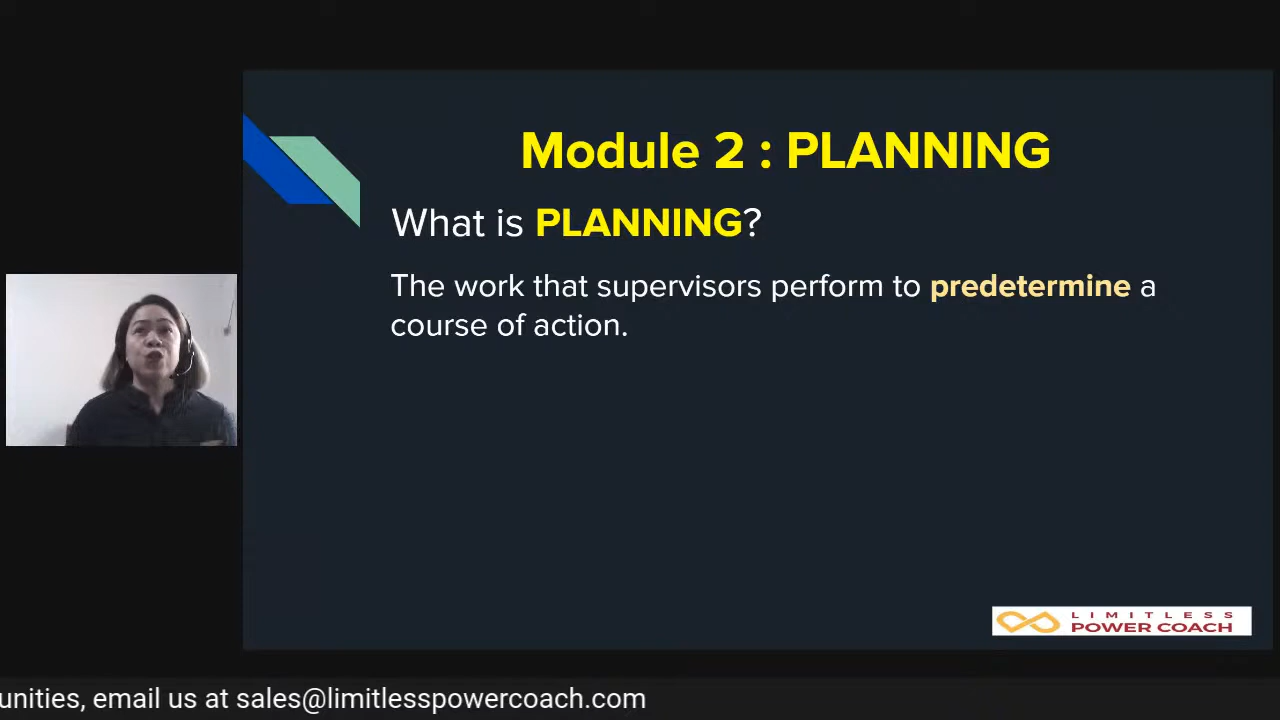 Module 2 : PLANNING
What is PLANNING?
The work that supervisors perform to predetermine a
course of action.
LIMITLESS
POWER COACH
unities, email us at sales@limitlesspowercoach.com